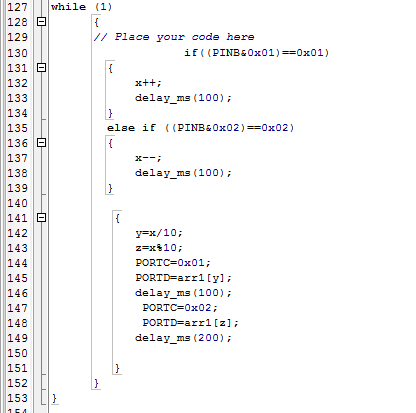 127 while (1)
128 {
129 // Place your code here
130 if((PINB&0x01)==0x01)
131 {
132 x++;
133 delay_ms(100);
134 }
135 else if ((PINB&0x02)==0x02)
136 {
137 x--;
138 delay_ms(100);
139 }
140
141 {
142 y=x/10;
143 z=x%10;
144 PORTC=0x01;
145 PORTD=arr1[y];
146 delay_ms(100);
147 PORTC=0x02;
148 PORTD=arr1[z];
149 delay_ms(200);
150
151 }
152 }
153 }